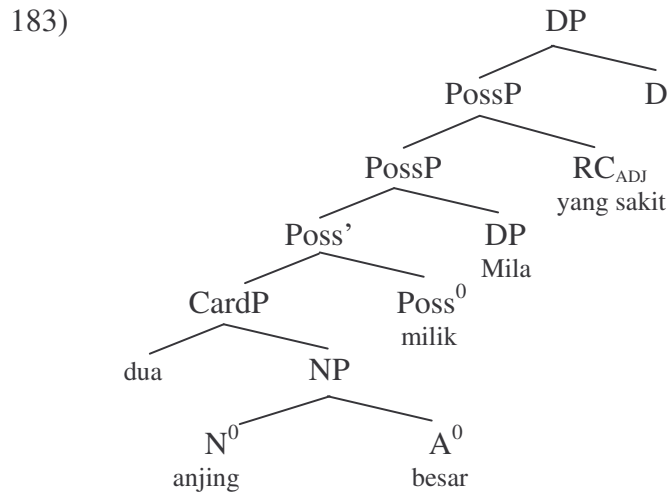 183) DP
PossP D
PossP RC_ADJ
yang sakit
Poss’ DP
Mila
CardP Poss⁰
milik
dua NP
N⁰ A⁰
anjing besar